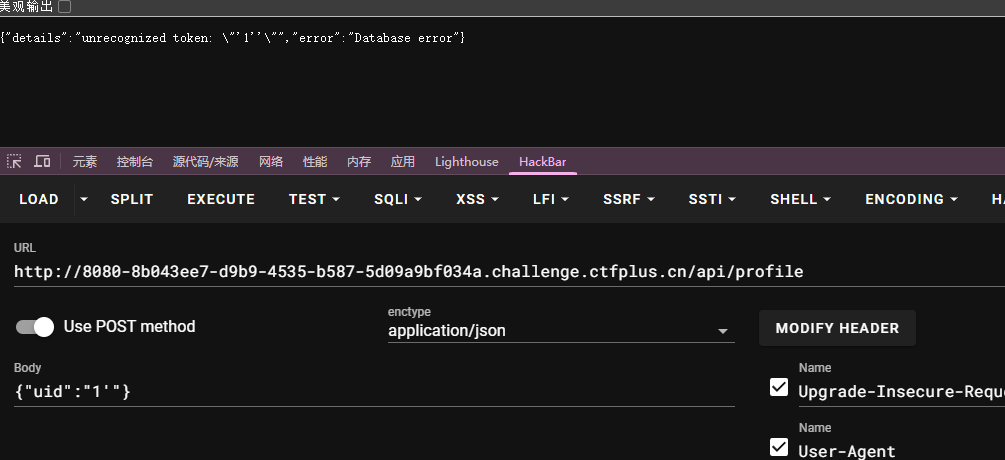 美观输出
{"details":"unrecognized token: \"'1''\"","error":"Database error"}
元素 控制台 源代码/来源 网络 性能 内存 应用 Lighthouse HackBar
LOAD SPLIT EXECUTE TEST SQLI XSS LFI SSRF SSTI SHELL ENCODING HA
URL
http://8080-8b043ee7-d9b9-4535-b587-5d09a9bf034a.challenge.ctfplus.cn/api/profile
Use POST method
enctype
application/json
MODIFY HEADER
Body
{"uid":"1'"}
Name
Upgrade-Insecure-Reque
Name
User-Agent